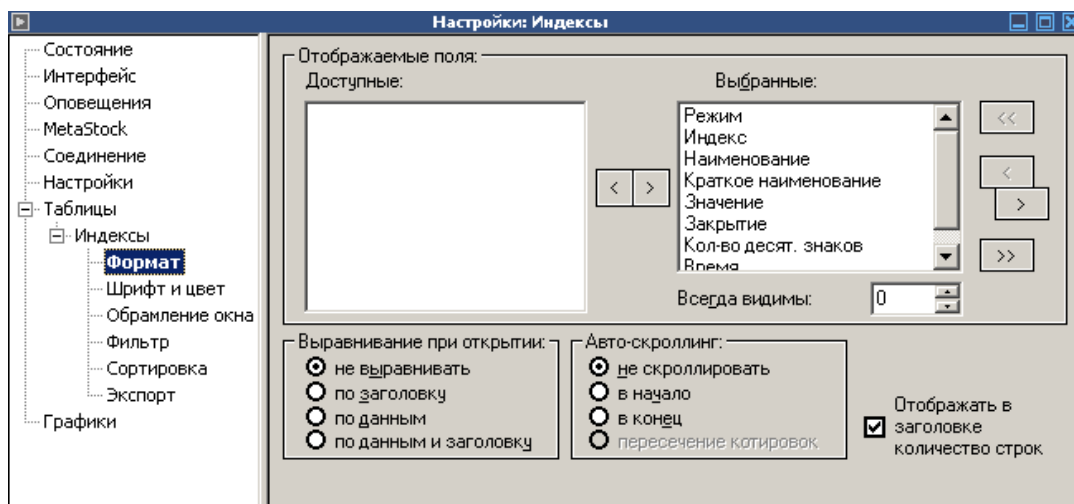 Настройки: Индексы
Состояние
Интерфейс
Оповещения
MetaStock
Соединение
Настройки
Таблицы
Индексы
Формат
Шрифт и цвет
Обрамление окна
Фильтр
Сортировка
Экспорт
Графики
Отображаемые поля:
Доступные:
Выбранные:
Режим
Индекс
Наименование
Краткое наименование
Значение
Закрытие
Кол-во десят. знаков
Время
< >
<<
<
>
>>
Всегда видимы: 0
Выравнивание при открытии:
не выравнивать
по заголовку
по данным
по данным и заголовку
Авто-скроллинг:
не скроллировать
в начало
в конец
пересечение котировок
Отображать в
заголовке
количество строк